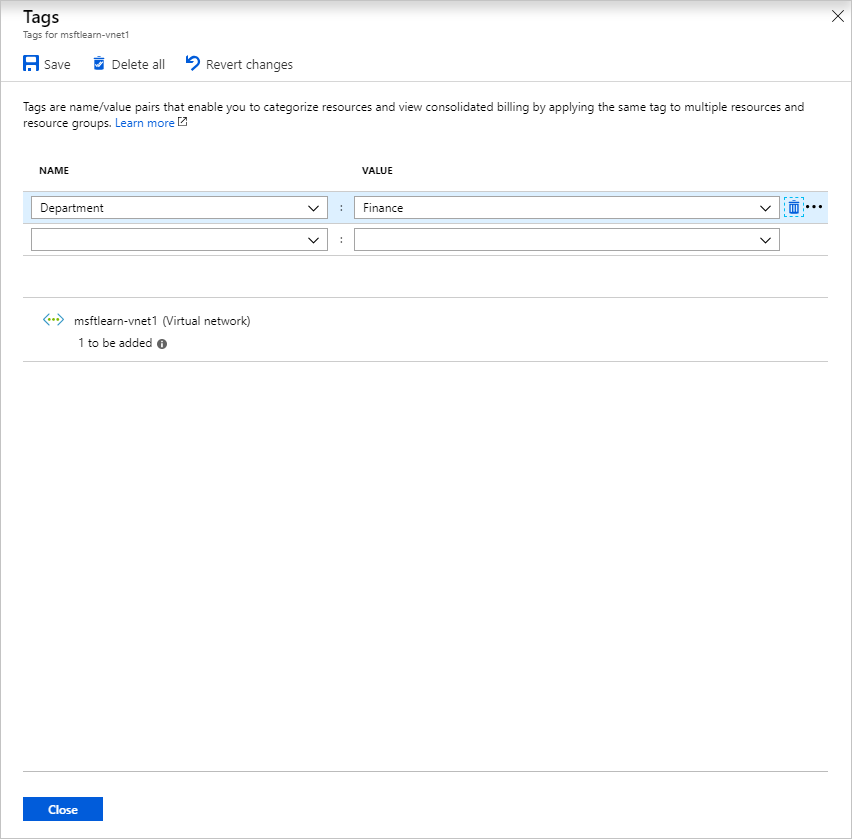 Tags
Tags for msftlearn-vnet1
Save Delete all Revert changes
Tags are name/value pairs that enable you to categorize resources and view consolidated billing by applying the same tag to multiple resources and
resource groups. Learn more
NAME VALUE
Department : Finance
:
msftlearn-vnet1 (Virtual network)
1 to be added
Close